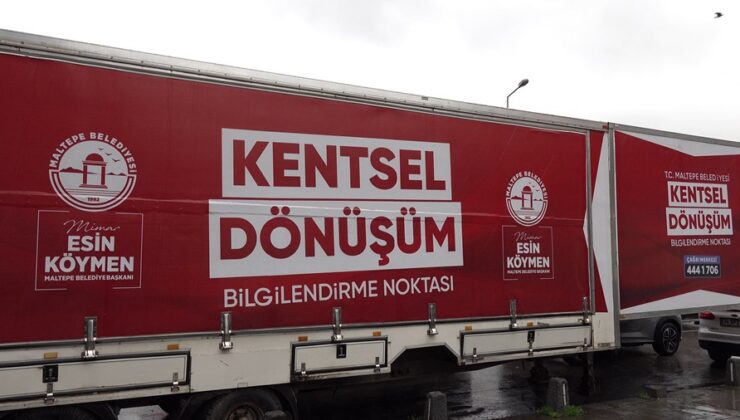 MALTEPE BELEDİYESİ
1992
Mimar
ESİN
KÖYMEN
MALTEPE BELEDİYE BAŞKANI
KENTSEL
DÖNÜŞÜM
BİLGİLENDİRME NOKTASI
MALTEPE BELEDİYESİ
Mimar
ESİN
KÖYMEN
MALTEPE BELEDİYE BAŞKANI
T.C. MALTEPE BELEDİYESİ
KENTSEL
DÖNÜŞÜM
BİLGİLENDİRME NOKTASI
ÇAĞRI MERKEZİ
444 1 706